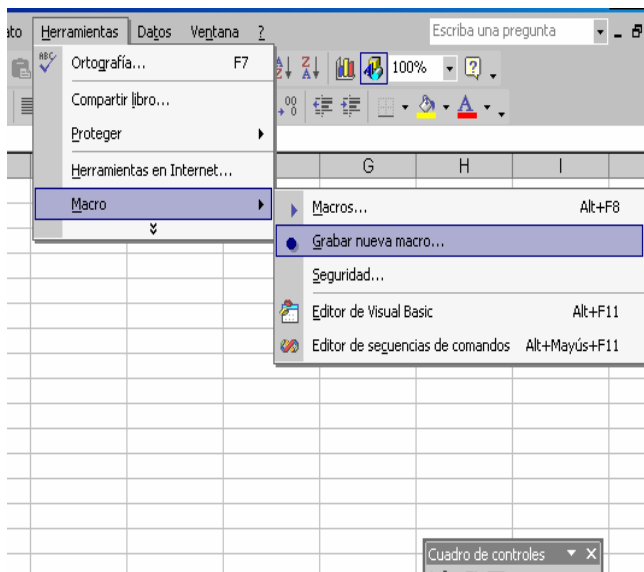 ato Herramientas Datos Ventana ? Escriba una pregunta
ABC Ortografía... F7
100%
Compartir libro...
Proteger
Herramientas en Internet...
G H I
Macro
Macros... Alt+F8
Grabar nueva macro...
Seguridad...
Editor de Visual Basic Alt+F11
Editor de secuencias de comandos Alt+Mayús+F11
Cuadro de controles